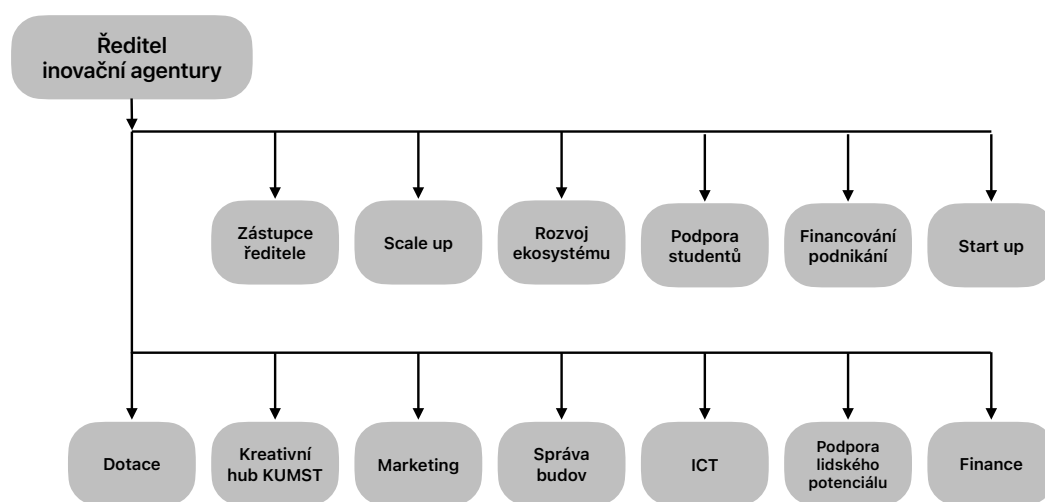 Ředitel
inovační agentury
Zástupce
ředitele
Scale up
Rozvoj
ekosystému
Podpora
studentů
Financování
podnikání
Start up
Dotace
Kreativní
hub KUMST
Marketing
Správa
budov
ICT
Podpora
lidského
potenciálu
Finance